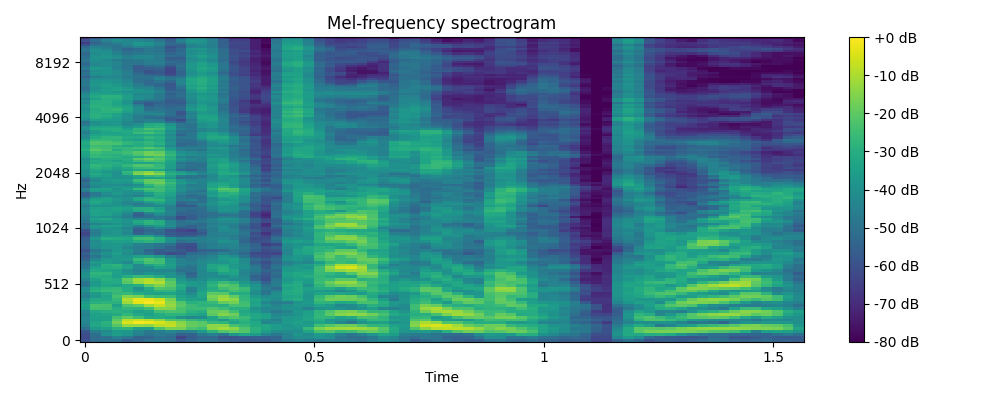 Mel-frequency spectrogram
Hz
8192
4096
2048
1024
512
0
0
0.5
1
1.5
Time
+0 dB
-10 dB
-20 dB
-30 dB
-40 dB
-50 dB
-60 dB
-70 dB
-80 dB